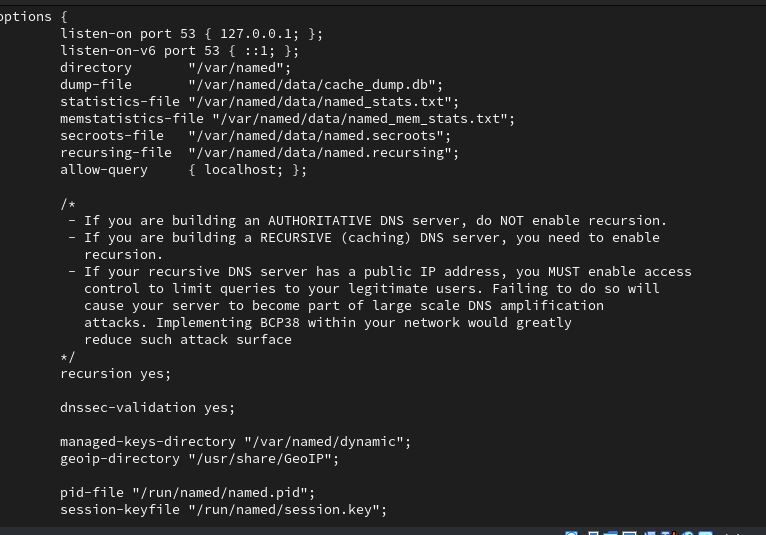 options {
listen-on port 53 { 127.0.0.1; };
listen-on-v6 port 53 { ::1; };
directory "/var/named";
dump-file "/var/named/data/cache_dump.db";
statistics-file "/var/named/data/named_stats.txt";
memstatistics-file "/var/named/data/named_mem_stats.txt";
secroots-file "/var/named/data/named.secroots";
recursing-file "/var/named/data/named.recursing";
allow-query { localhost; };
/*
- If you are building an AUTHORITATIVE DNS server, do NOT enable recursion.
- If you are building a RECURSIVE (caching) DNS server, you need to enable
recursion.
- If your recursive DNS server has a public IP address, you MUST enable access
control to limit queries to your legitimate users. Failing to do so will
cause your server to become part of large scale DNS amplification
attacks. Implementing BCP38 within your network would greatly
reduce such attack surface
*/
recursion yes;
dnssec-validation yes;
managed-keys-directory "/var/named/dynamic";
geoip-directory "/usr/share/GeoIP";
pid-file "/run/named/named.pid";
session-keyfile "/run/named/session.key";